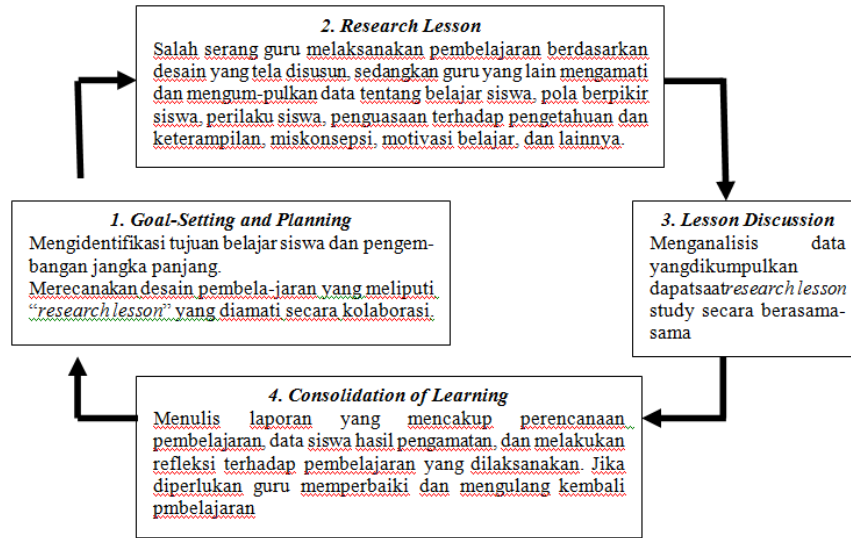 2. Research Lesson
Salah serang guru melaksanakan pembelajaran berdasarkan
desain yang tela disusun, sedangkan guru yang lain mengamati
dan mengum-pulkan data tentang belajar siswa, pola berpikir
siswa, perilaku siswa, penguasaan terhadap pengetahuan dan
keterampilan, miskonsepsi, motivasi belajar, dan lainnya.
1. Goal-Setting and Planning
Mengidentifikasi tujuan belajar siswa dan pengem-
bangan jangka panjang.
Merecanakan desain pembela-jaran yang meliputi
“research lesson” yang diamati secara kolaborasi.
3. Lesson Discussion
Menganalisis data
yangdikumpulkan
dapatsaatresearch lesson
study secara berasama-
sama
4. Consolidation of Learning
Menulis laporan yang mencakup perencanaan
pembelajaran, data siswa hasil pengamatan, dan melakukan
refleksi terhadap pembelajaran yang dilaksanakan. Jika
diperlukan guru memperbaiki dan mengulang kembali
pmbelajaran